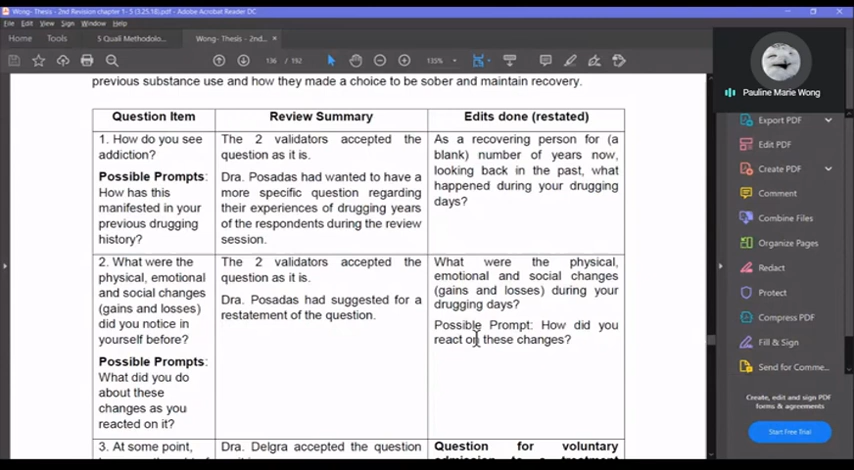 Wong- Thesis - 2nd Revision chapter 1- 5 (3.25.18).pdf - Adobe Acrobat Reader DC
File Edit View Sign Window Help
Home Tools 5 Quali Methodolo... Wong- Thesis - 2nd... ×
136 / 192 135%
previous substance use and how they made a choice to be sober and maintain recovery.
Question Item
1. How do you see
addiction?
Possible Prompts:
How has this
manifested in your
previous drugging
history?
2. What were the
physical, emotional
and social changes
(gains and losses)
did you notice in
yourself before?
Possible Prompts:
What did you do
about these
changes as you
reacted on it?
3. At some point,
Review Summary
The 2 validators accepted the
question as it is.
Dra. Posadas had wanted to have a
more specific question regarding
their experiences of drugging years
of the respondents during the review
session.
The 2 validators accepted the
question as it is.
Dra. Posadas had suggested for a
restatement of the question.
Dra. Delgra accepted the question
Edits done (restated)
As a recovering person for (a
blank) number of years now,
looking back in the past, what
happened during your drugging
days?
What were the physical,
emotional and social changes
(gains and losses) during your
drugging days?
Possible Prompt: How did you
react on these changes?
Question for voluntary
Pauline Marie Wong
Export PDF
Edit PDF
Create PDF
Comment
Combine Files
Organize Pages
Redact
Protect
Compress PDF
Fill & Sign
Send for Comme...
Create, edit and sign PDF
forms & agreements
Start Free Trial